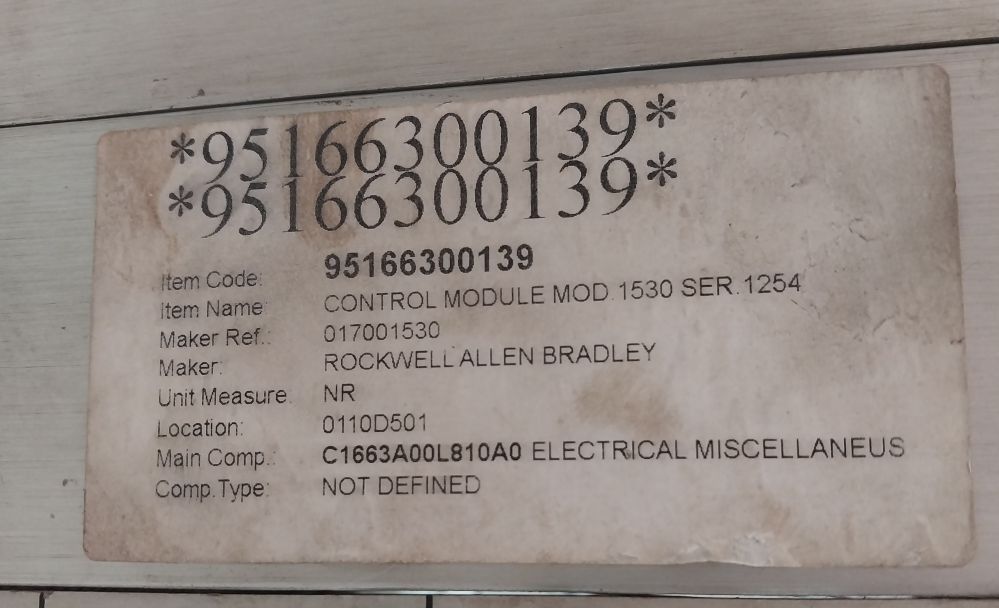 *95166300139*
*95166300139*
Item Code: 95166300139
Item Name CONTROL MODULE MOD.1530 SER.1254
Maker Ref.: 017001530
Maker: ROCKWELL ALLEN BRADLEY
Unit Measure. NR
Location: 0110D501
Main Comp.: C1663A00L810A0 ELECTRICAL MISCELLANEUS
Comp.Type: NOT DEFINED